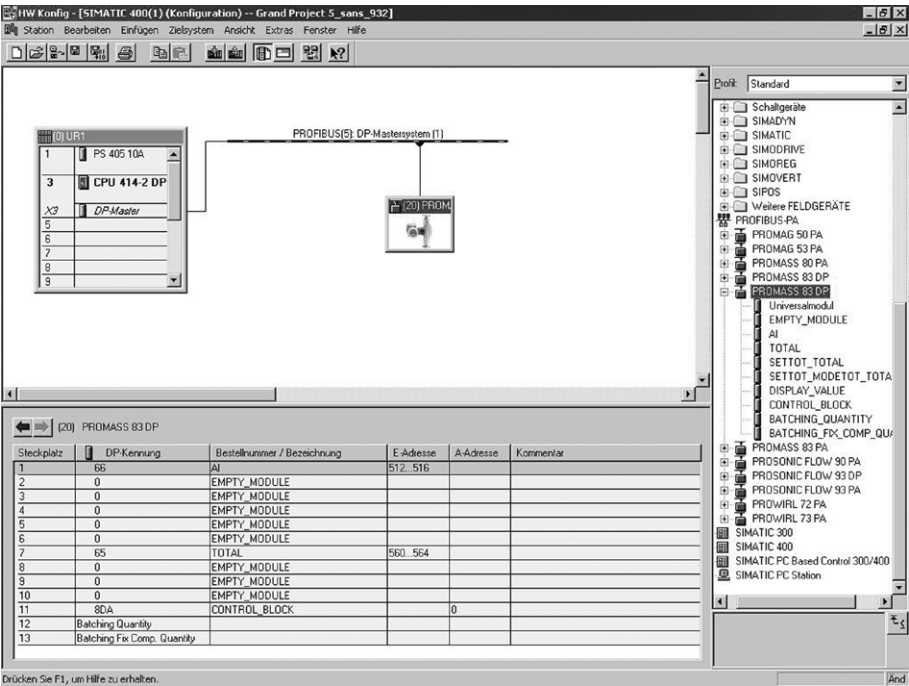 HW Konfig - [SIMATIC 400(1) (Konfiguration) -- Grand Project 5_sans_932]
Station Bearbeiten Einfügen Zielsystem Ansicht Extras Fenster Hilfe
(0) UR1
1 PS 405 10A
3 CPU 414-2 DP
X3 DP-Master
5
6
7
8
9
PROFIBUS(5): DP-Mastersystem (1)
(20) PROM
Profil: Standard
Schaltgeräte
SIMADYN
SIMATIC
SIMODRIVE
SIMOREG
SIMOVERT
SIPOS
Weitere FELDGERÄTE
PROFIBUS-PA
PROMAG 50 PA
PROMAG 53 PA
PROMASS 80 PA
PROMASS 83 DP
PROMASS 83 DP
Universalmodul
EMPTY_MODULE
AI
TOTAL
SETTOT_TOTAL
SETTOT_MODETOT_TOTA
DISPLAY_VALUE
CONTROL_BLOCK
BATCHING_QUANTITY
BATCHING_FIX_COMP_QUA
PROMASS 83 PA
PROSONIC FLOW 90 PA
PROSONIC FLOW 93 DP
PROSONIC FLOW 93 PA
PROWIRL 72 PA
PROWIRL 73 PA
SIMATIC 300
SIMATIC 400
SIMATIC PC Based Control 300/400
SIMATIC PC Station
(20) PROMASS 83 DP
Steckplatz DP-Kennung Bestellnummer / Bezeichnung E-Adresse A-Adresse Kommentar
1 66 AI 512...516
2 0 EMPTY_MODULE
3 0 EMPTY_MODULE
4 0 EMPTY_MODULE
5 0 EMPTY_MODULE
6 0 EMPTY_MODULE
7 65 TOTAL 560...564
8 0 EMPTY_MODULE
9 0 EMPTY_MODULE
10 0 EMPTY_MODULE
11 8DA CONTROL_BLOCK 0
12 Batching Quantity
13 Batching Fix Comp. Quantity
Drücken Sie F1, um Hilfe zu erhalten.
Änd